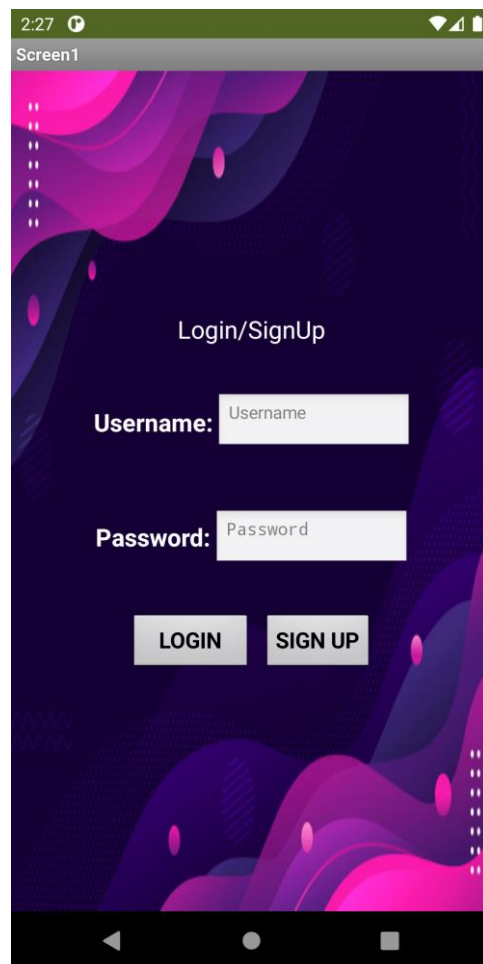 2:27
Screen1
Login/SignUp
Username: Username
Password: Password
LOGIN SIGN UP